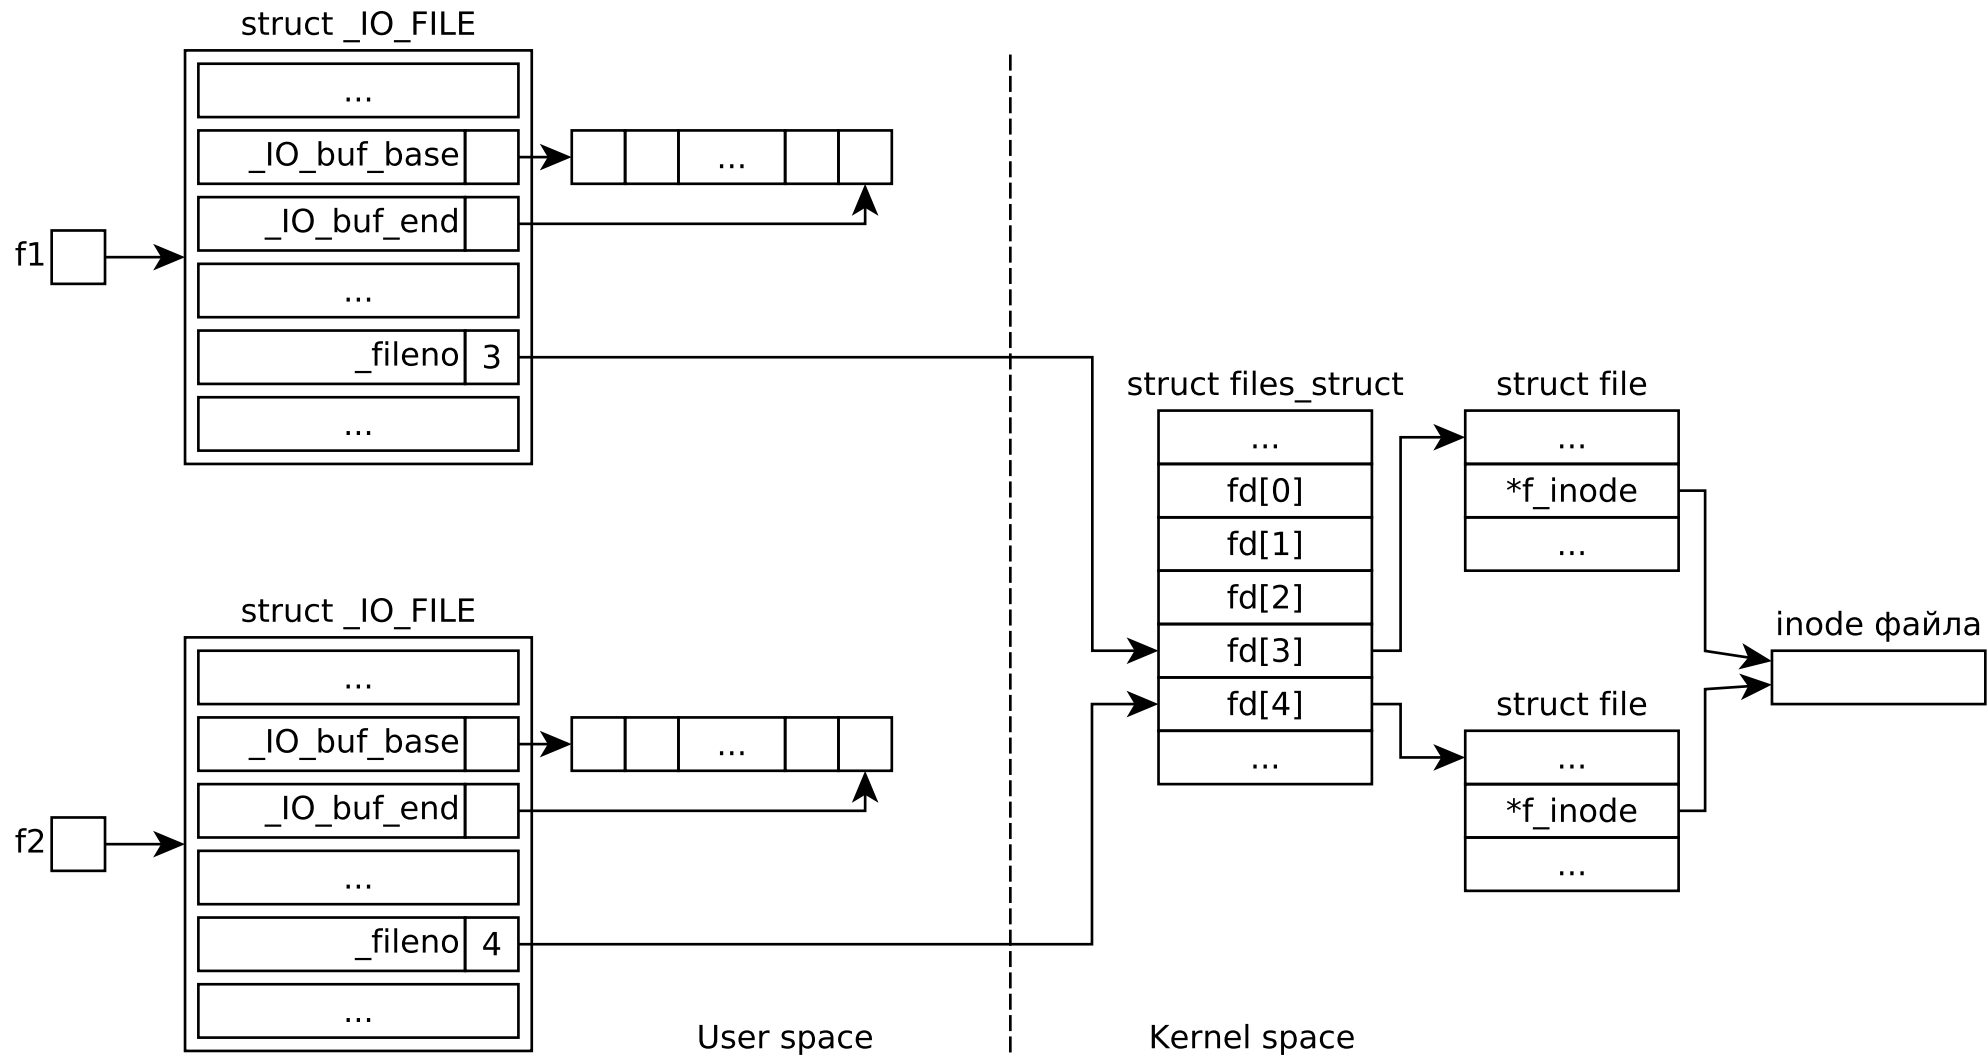 struct _IO_FILE
...
_IO_buf_base
...
_IO_buf_end
f1
...
_fileno 3
...
struct files_struct
...
fd[0]
fd[1]
fd[2]
fd[3]
fd[4]
...
struct file
...
*f_inode
...
inode файла
struct file
...
*f_inode
...
struct _IO_FILE
...
_IO_buf_base
...
_IO_buf_end
f2
...
_fileno 4
...
User space
Kernel space